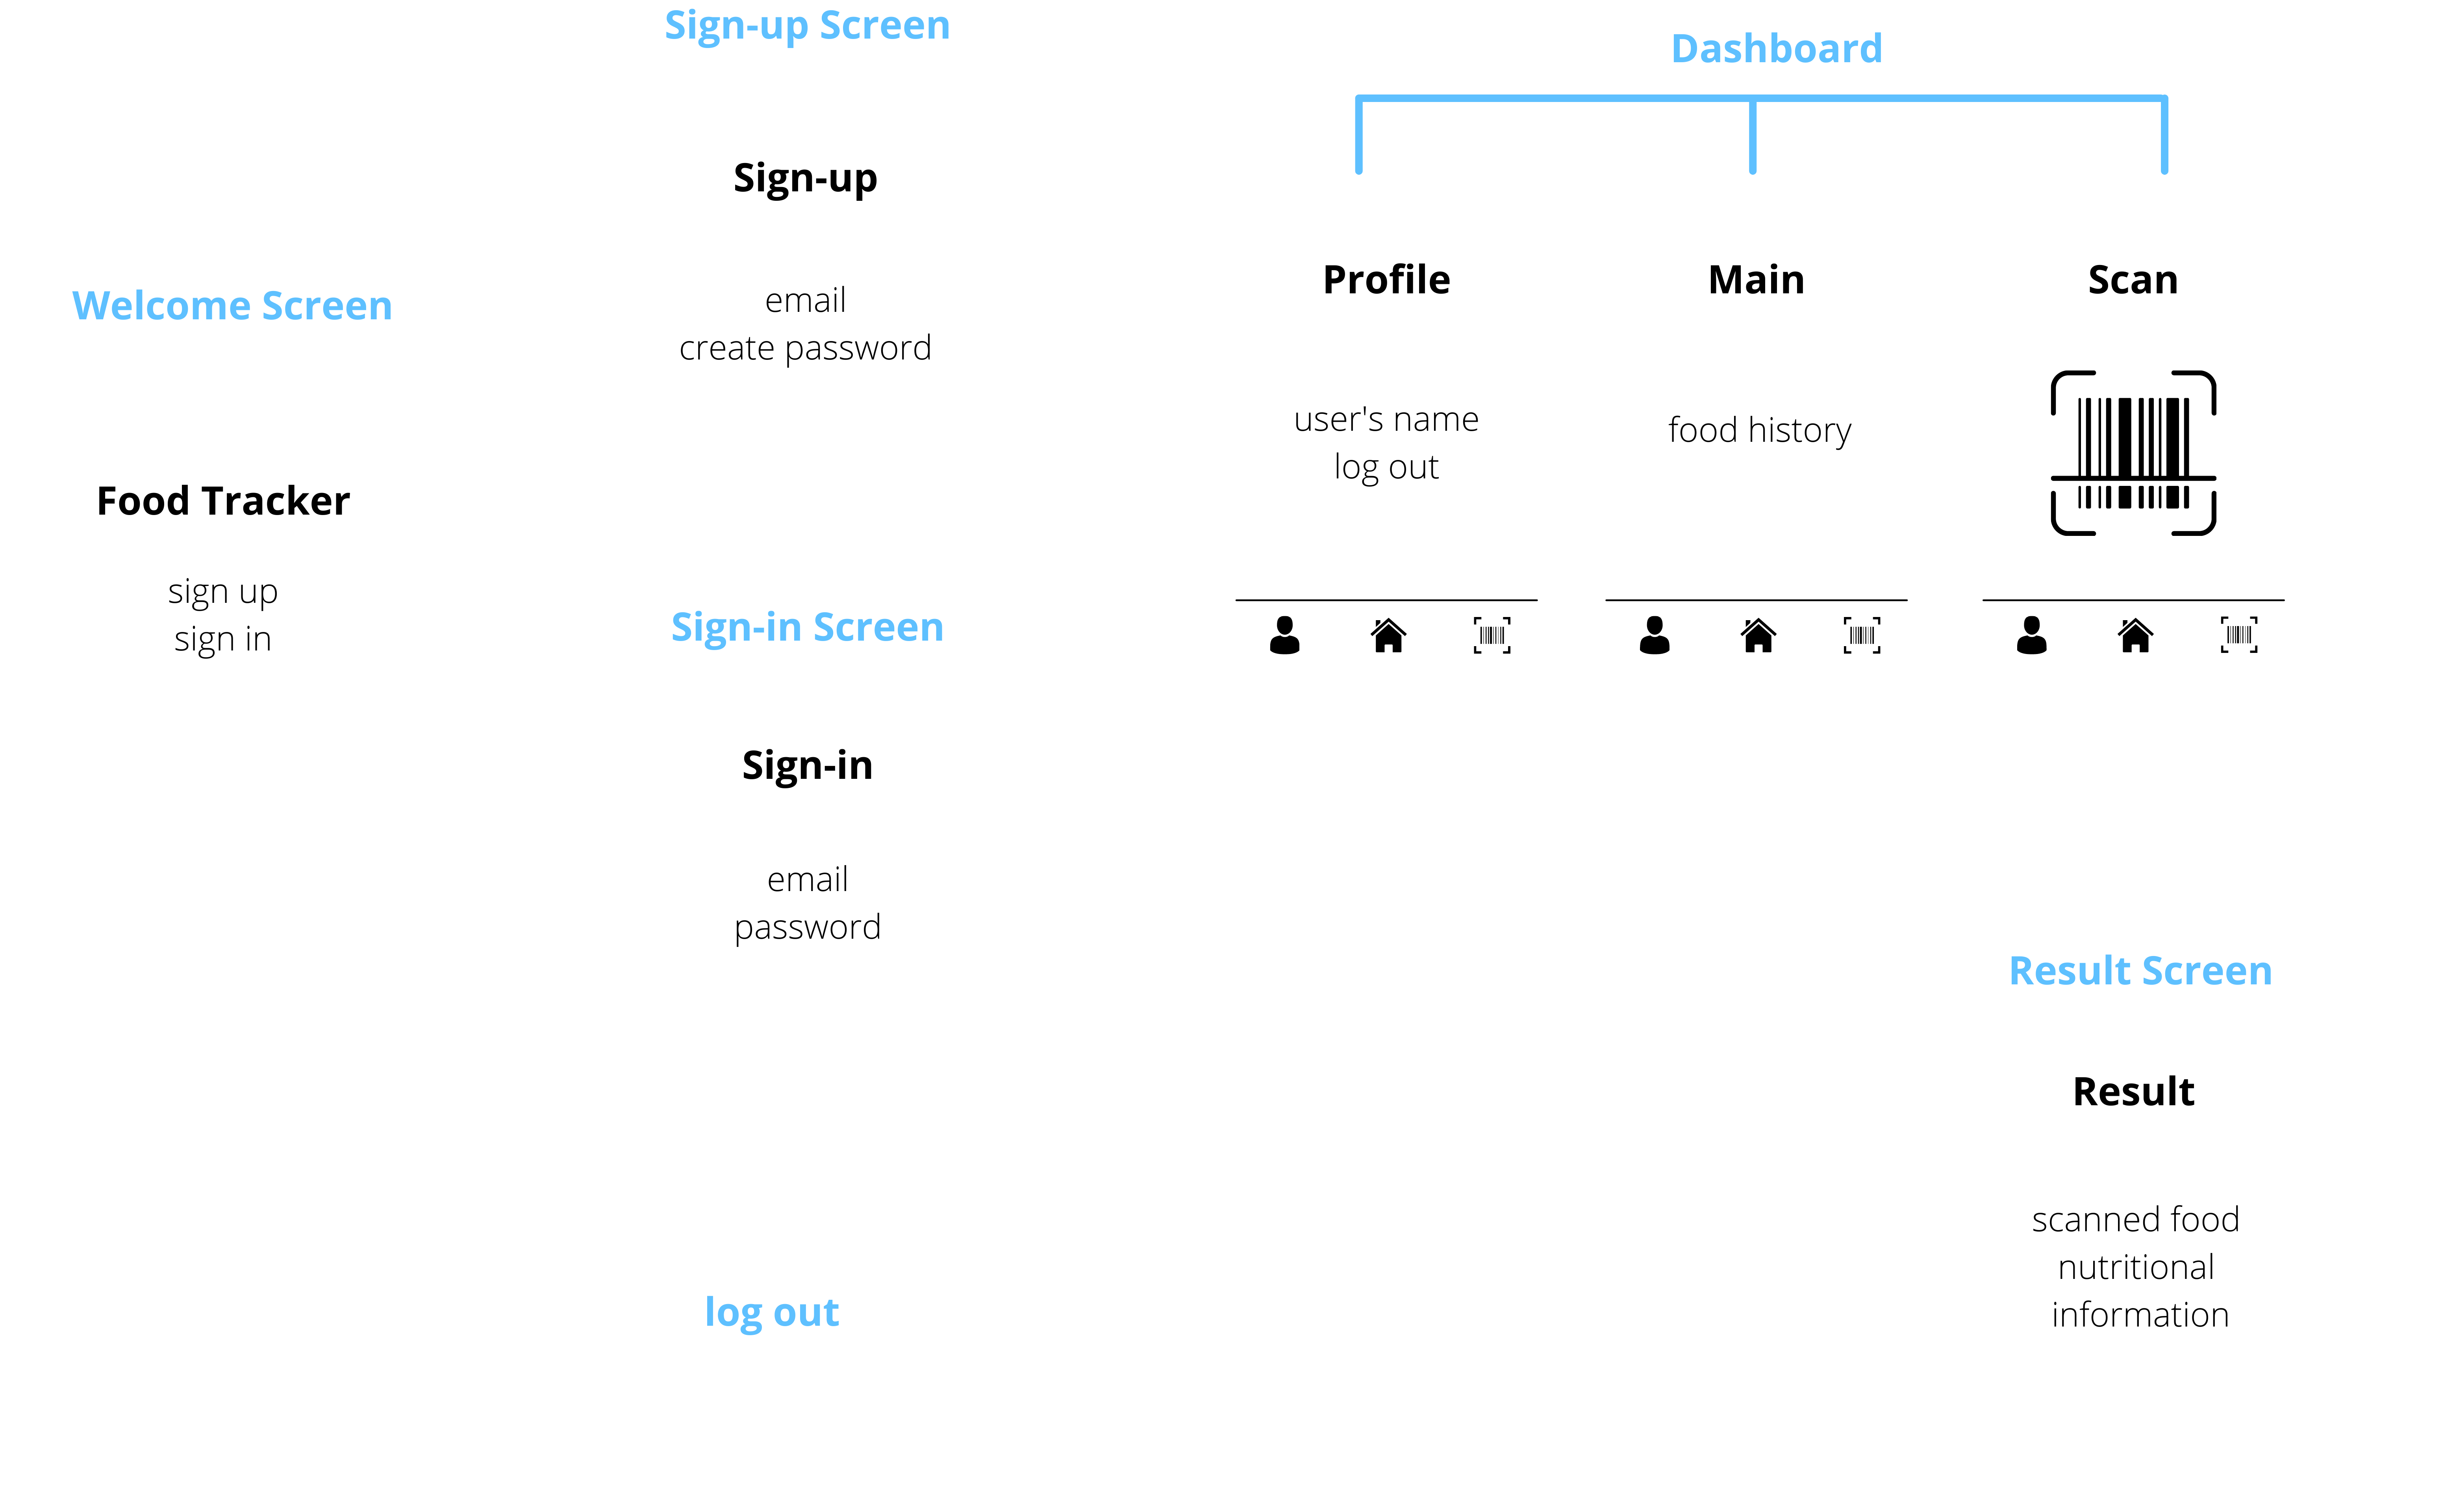 Welcome Screen
Food Tracker
sign up
sign in
Sign-up Screen
Sign-up
email
create password
Sign-in Screen
Sign-in
email
password
log out
Dashboard
Profile
user's name
log out
Main
food history
Scan
Result Screen
Result
scanned food
nutritional
information